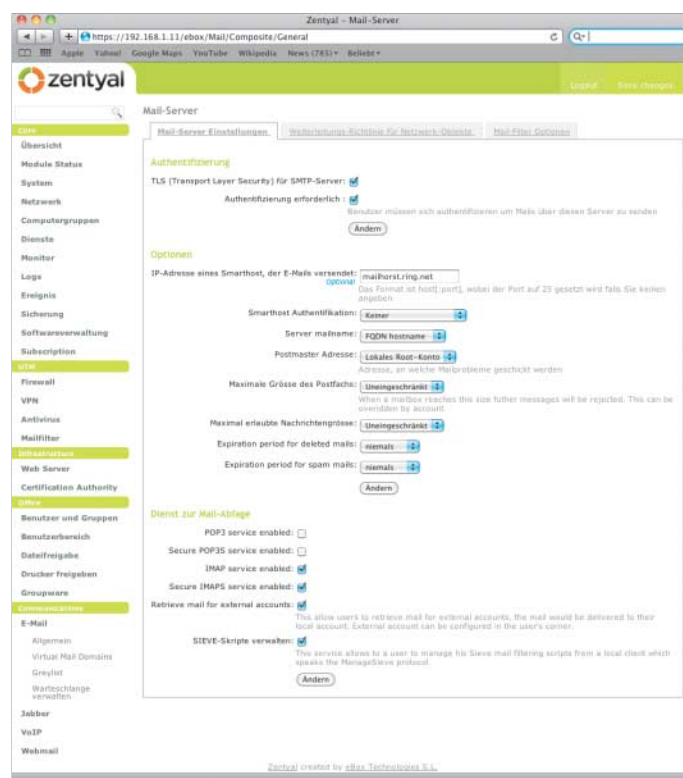 Zentyal – Mail-Server
https://192.168.1.11/ebox/Mail/Composite/General
Apple Yahoo! Google Maps YouTube Wikipedia News (783) Beliebt
zentyal
Logout Save changes
Mail-Server
Mail-Server Einstellungen Weiterleitungs-Richtlinie für Netzwerk-Objekte Mail Filter Optionen
Core
Übersicht
Module Status
System
Netzwerk
Computergruppen
Dienste
Monitor
Logs
Ereignis
Sicherung
Softwareverwaltung
Subscription
UTM
Firewall
VPN
Antivirus
Mailfilter
Infrastructure
Web Server
Certification Authority
Office
Benutzer und Gruppen
Benutzerbereich
Dateifreigabe
Drucker freigeben
Groupware
Communications
E-Mail
Allgemein
Virtual Mail Domains
Greylist
Warteschlange
verwalten
Jabber
VoIP
Webmail
Authentifizierung
TLS (Transport Layer Security) für SMTP-Server:
Authentifizierung erforderlich :
Benutzer müssen sich authentifizieren um Mails über diesen Server zu senden
Ändern
Optionen
IP-Adresse eines Smarthost, der E-Mails versendet: mailhorst.ring.net
Optional
Das Format ist host[:port], wobei der Port auf 25 gesetzt wird falls Sie keinen
angeben
Smarthost Authentifikation: Keiner
Server mailname: FQDN hostname
Postmaster Adresse: Lokales Root-Konto
Adresse, an welche Mailprobleme geschickt werden
Maximale Grösse des Postfachs: Uneingeschränkt
When a mailbox reaches this size futher messages will be rejected. This can be
overidden by account
Maximal erlaubte Nachrichtengrösse: Uneingeschränkt
Expiration period for deleted mails: niemals
Expiration period for spam mails: niemals
Ändern
Dienst zur Mail-Ablage
POP3 service enabled:
Secure POP3S service enabled:
IMAP service enabled:
Secure IMAPS service enabled:
Retrieve mail for external accounts:
This allow users to retrieve mail for external accounts, the mail would be delivered to their
local account. External account can be configured in the user's corner.
SIEVE-Skripte verwalten:
This service allows to a user to manage his Sieve mail filtering scripts from a local client which
speaks the ManageSieve protocol
Ändern
Zentyal created by eBox Technologies S.L.